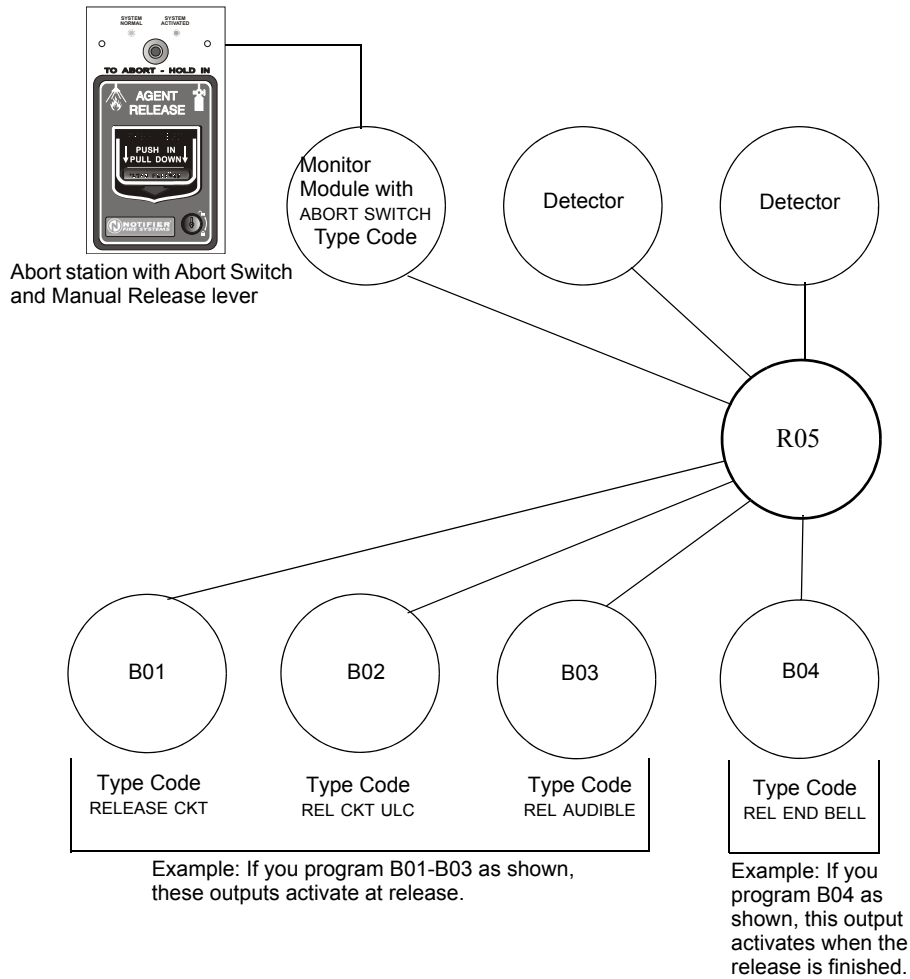 SYSTEM NORMAL
SYSTEM ACTIVATED
TO ABORT - HOLD IN
AGENT
RELEASE
PUSH IN
PULL DOWN
NOTIFIER
FIRE SYSTEMS
Abort station with Abort Switch
and Manual Release lever
Monitor
Module with
ABORT SWITCH
Type Code
Detector
Detector
R05
B01
B02
B03
B04
Type Code
RELEASE CKT
Type Code
REL CKT ULC
Type Code
REL AUDIBLE
Type Code
REL END BELL
Example: If you program B01-B03 as shown,
these outputs activate at release.
Example: If you
program B04 as
shown, this output
activates when the
release is finished.